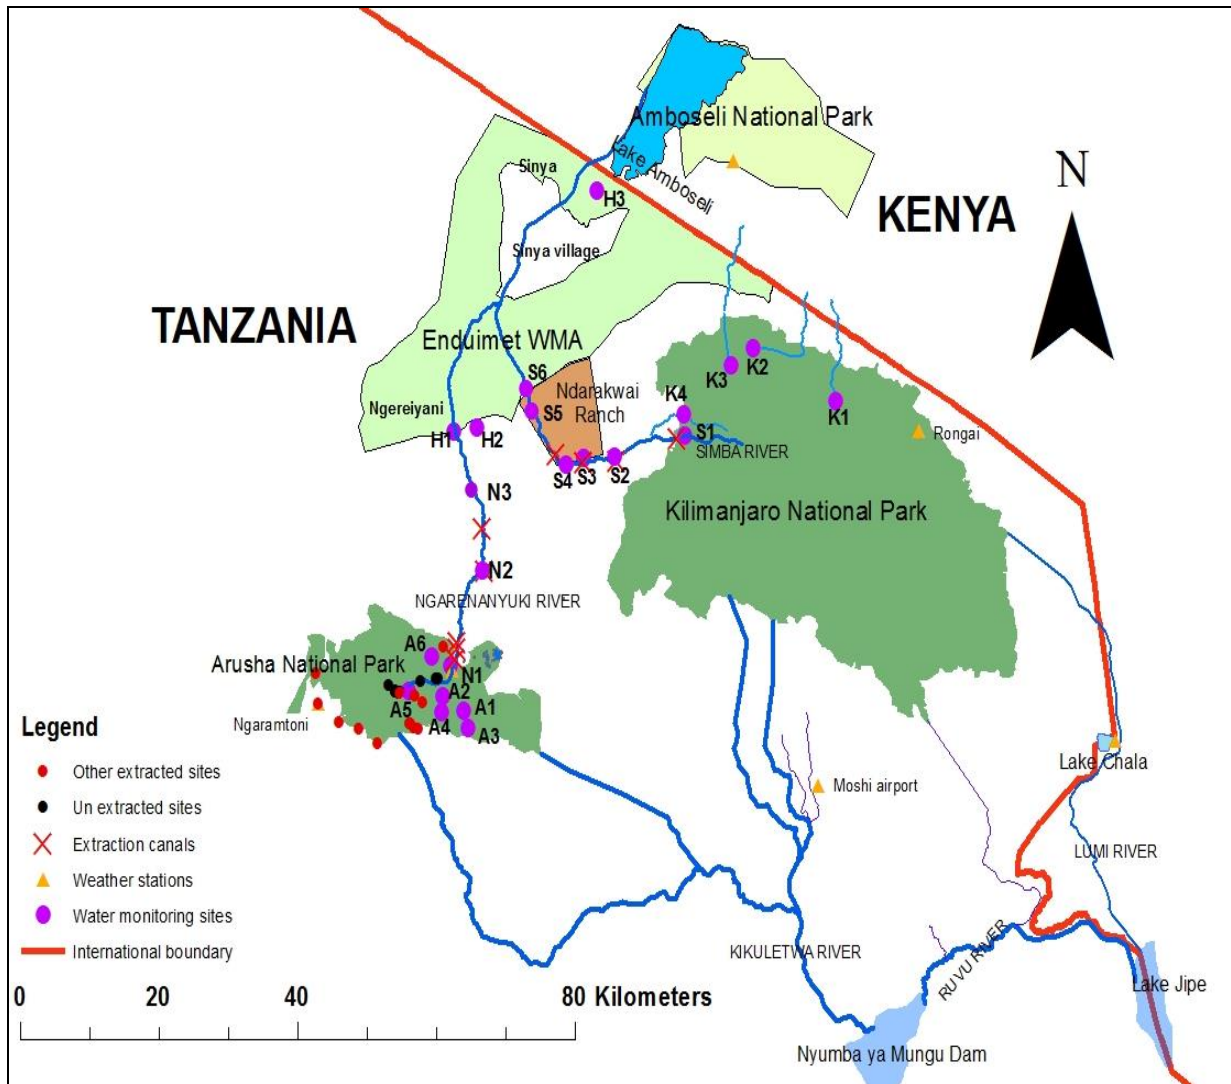 Amboseli National Park
Lake Amboseli
N
KENYA
Sinya
H3
Sinya village
TANZANIA
Enduimet WMA
S6
Ndarakwai
Ranch
K2
K3
K4
K1
Ngereiyani
S5
H1
H2
S1
Rongai
SIMBA RIVER
S4
S3
S2
N3
Kilimanjaro National Park
N2
NGARENANYUKI RIVER
A6
Arusha National Park
N1
A2
A5
A1
A4
A3
Ngaramtoni
Legend
Other extracted sites
Un extracted sites
Extraction canals
Weather stations
Water monitoring sites
International boundary
Moshi airport
Lake Chala
LUMI RIVER
KIKULETWA RIVER
RUVU RIVER
Lake Jipe
Nyumba ya Mungu Dam
0 20 40 80 Kilometers